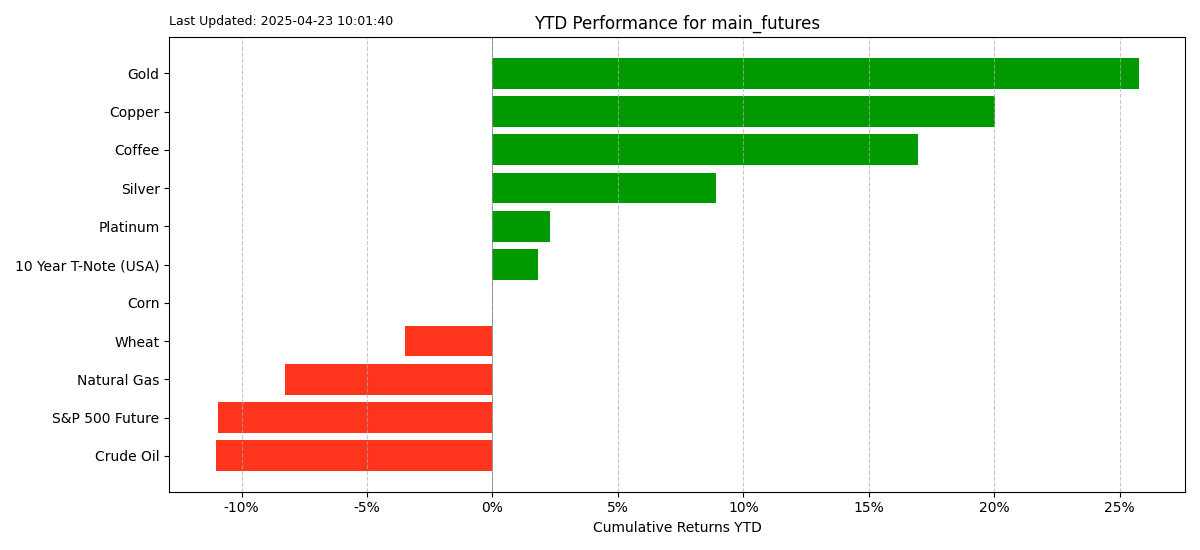 Last Updated: 2025-04-23 10:01:40
YTD Performance for main_futures
Gold
Copper
Coffee
Silver
Platinum
10 Year T-Note (USA)
Corn
Wheat
Natural Gas
S&P 500 Future
Crude Oil
-10% -5% 0% 5% 10% 15% 20% 25%
Cumulative Returns YTD